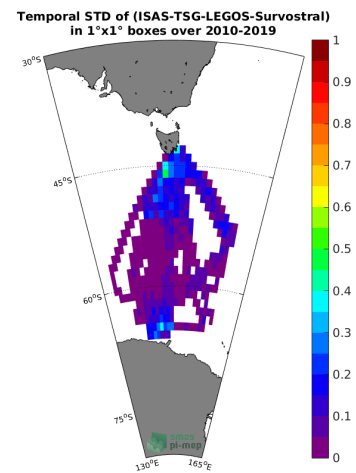 Temporal STD of (ISAS-TSG-LEGOS-Survostral)
in 1°x1° boxes over 2010-2019
30°S
45°S
60°S
75°S
130°E
165°E
1
0.9
0.8
0.7
0.6
0.5
0.4
0.3
0.2
0.1
0
smos
pi-mep